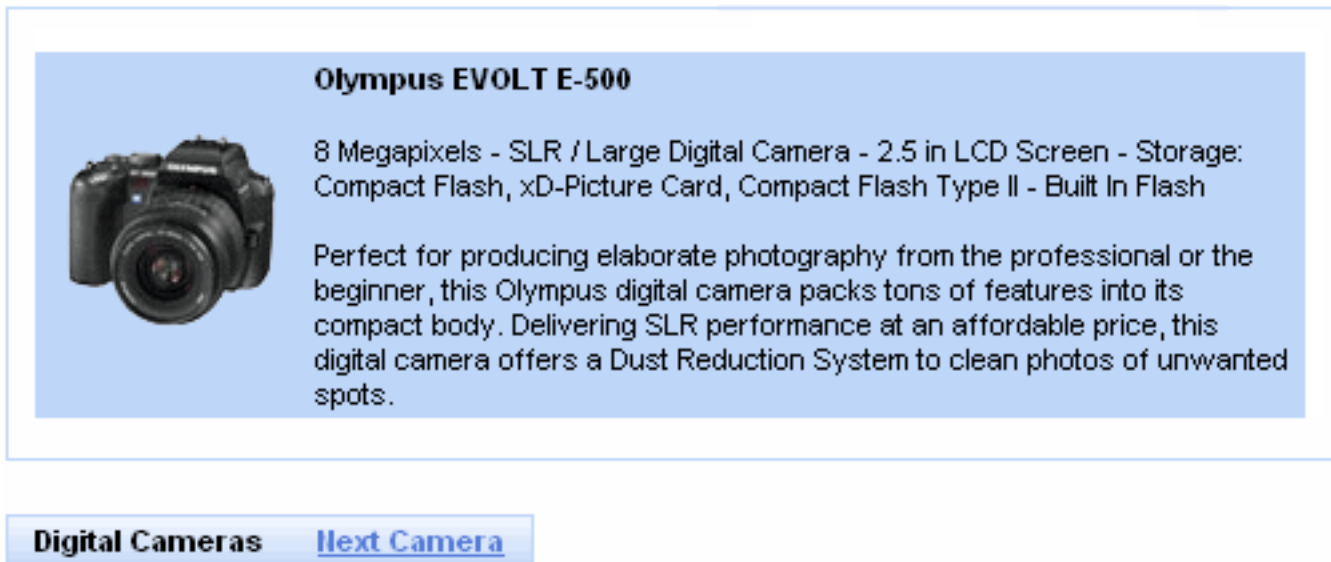 Olympus EVOLT E-500
8 Megapixels - SLR / Large Digital Camera - 2.5 in LCD Screen - Storage:
Compact Flash, xD-Picture Card, Compact Flash Type II - Built In Flash
Perfect for producing elaborate photography from the professional or the
beginner, this Olympus digital camera packs tons of features into its
compact body. Delivering SLR performance at an affordable price, this
digital camera offers a Dust Reduction System to clean photos of unwanted
spots.
OLYMPUS
Digital Cameras Next Camera